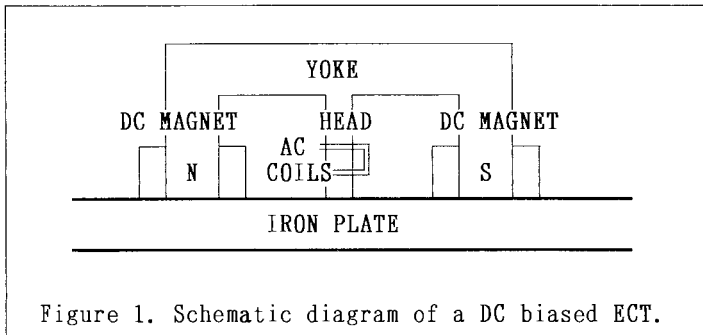 YOKE
DC MAGNET HEAD DC MAGNET
AC
COILS
N S
IRON PLATE
Figure 1. Schematic diagram of a DC biased ECT.